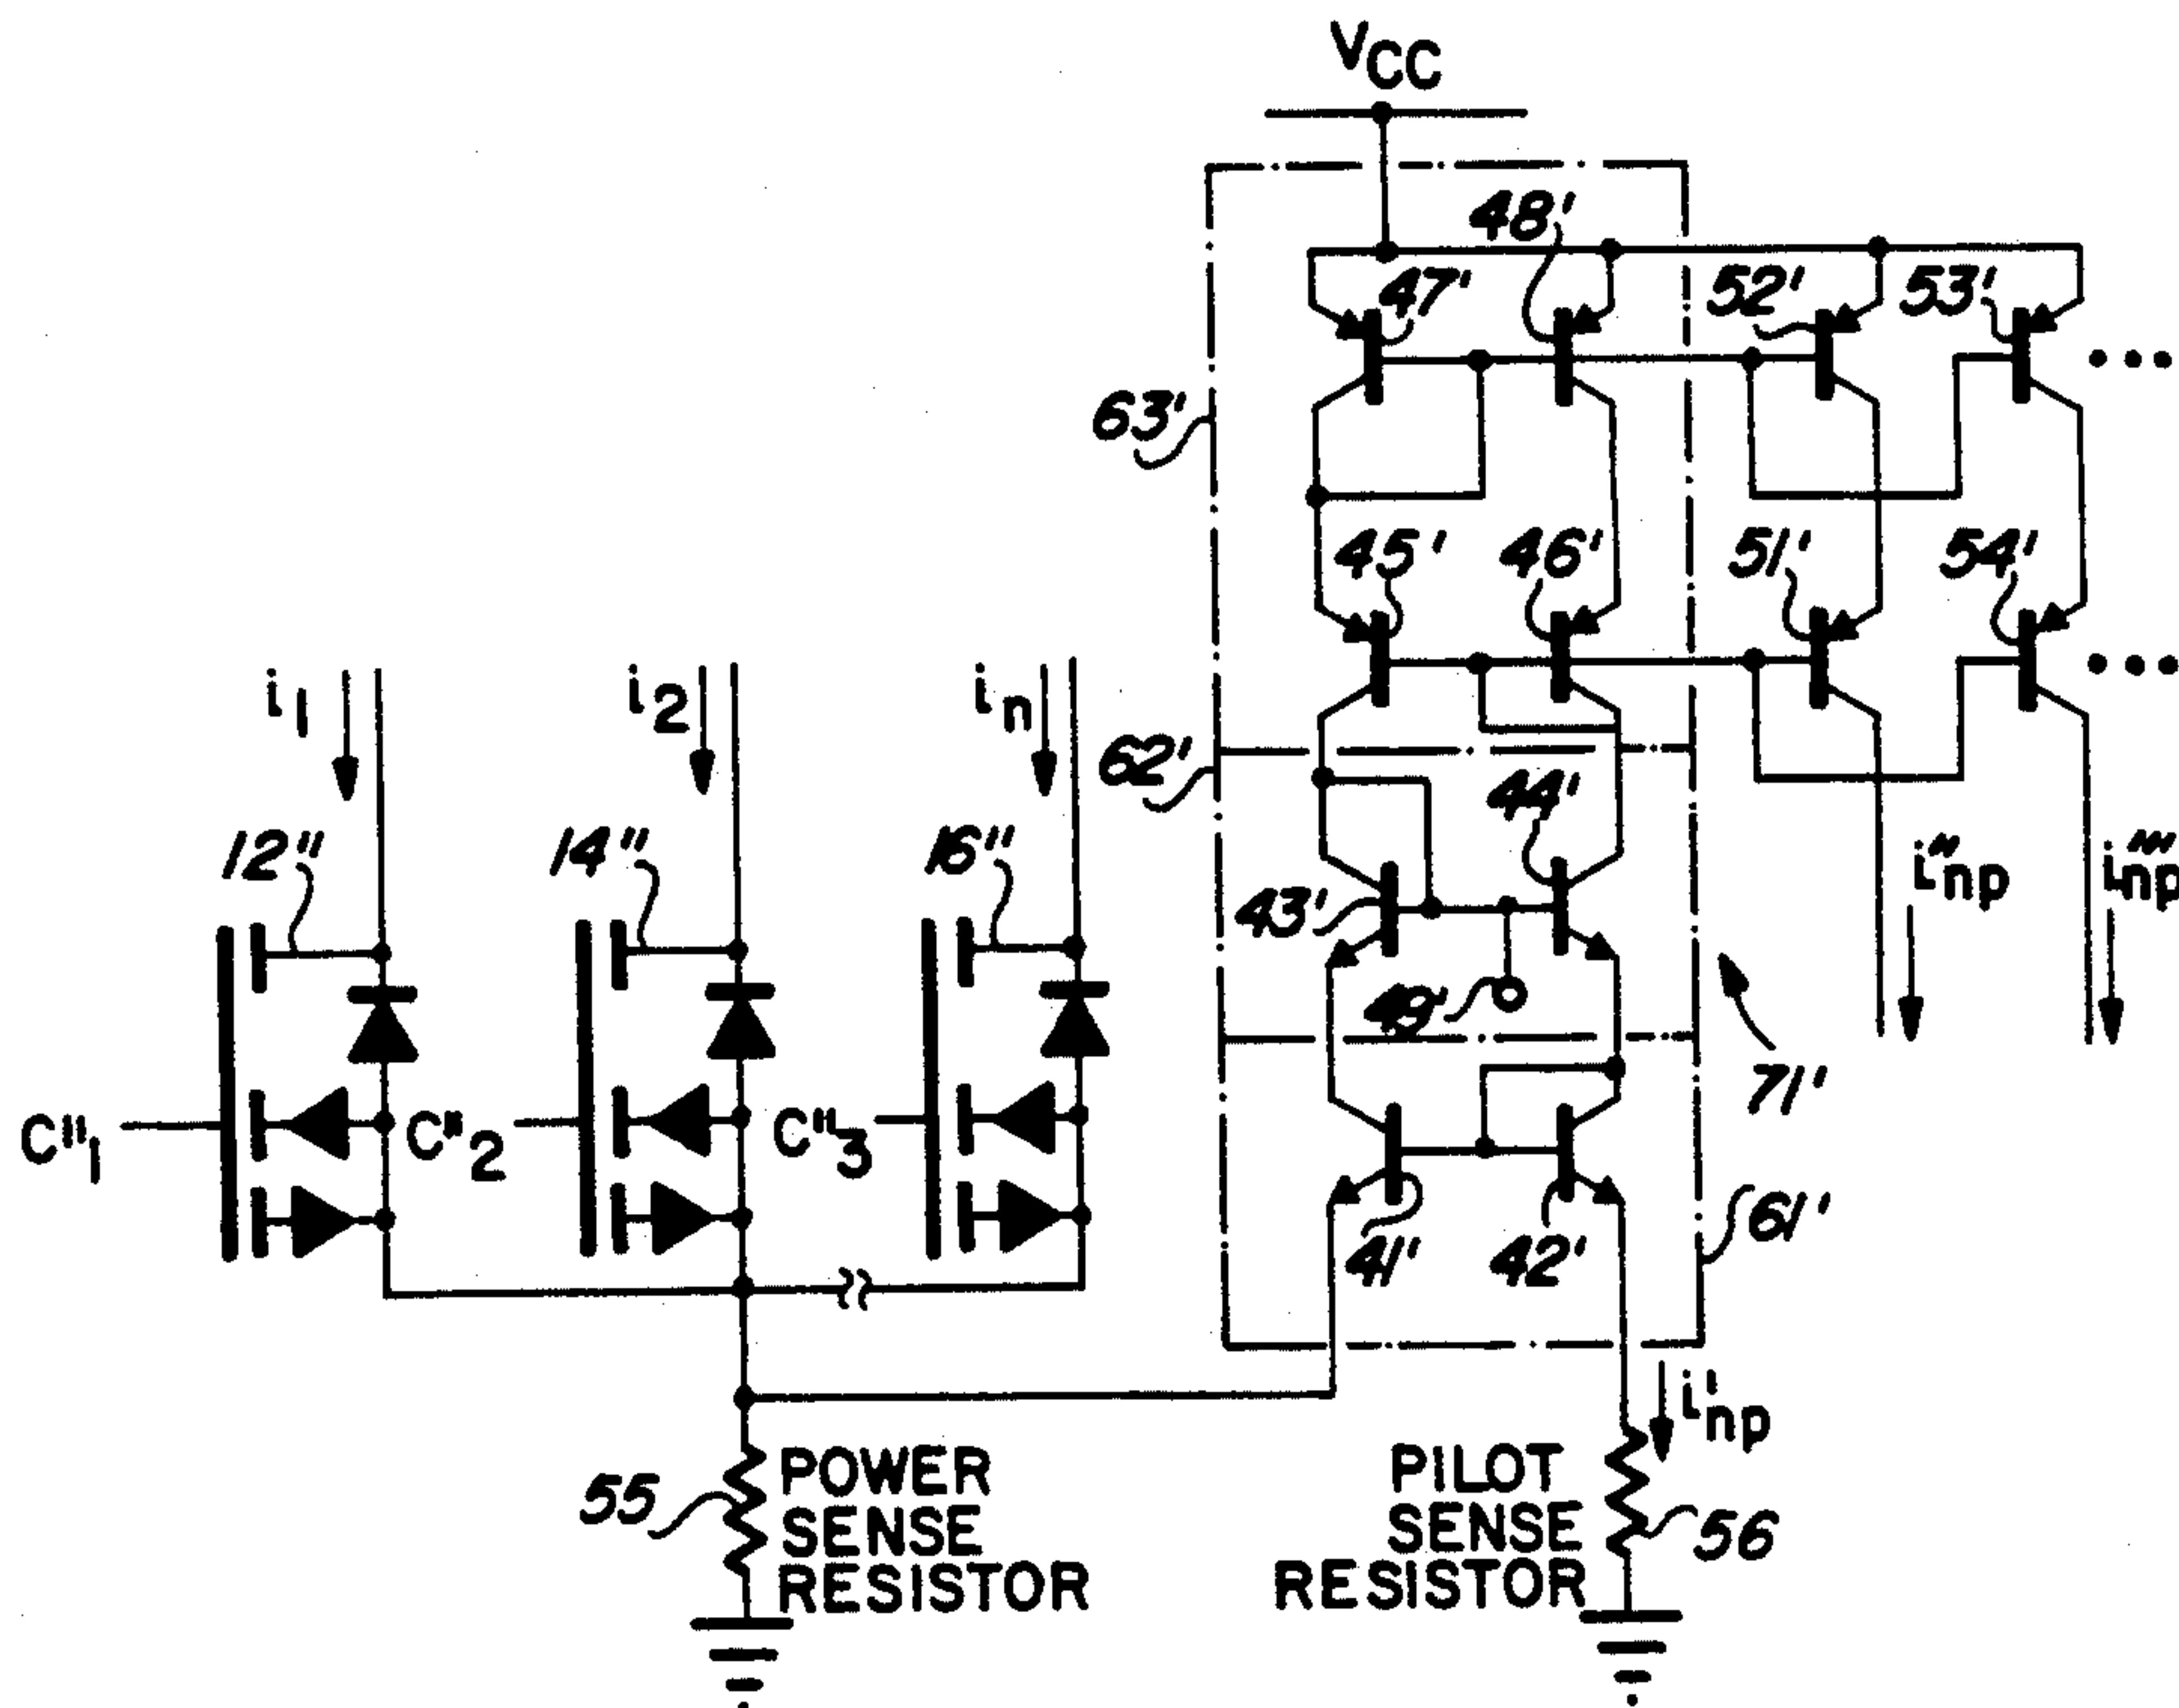 VCC
48'
47'
52'
53'
63'
45'
46'
51'
54'
i1
i2
in
62'
44'
12"
14"
16"
43'
i"np
i'''np
49'
71'
C"1
C"2
C"3
61'
41'
42'
i'np
55
POWER
SENSE
RESISTOR
PILOT
SENSE
RESISTOR
56